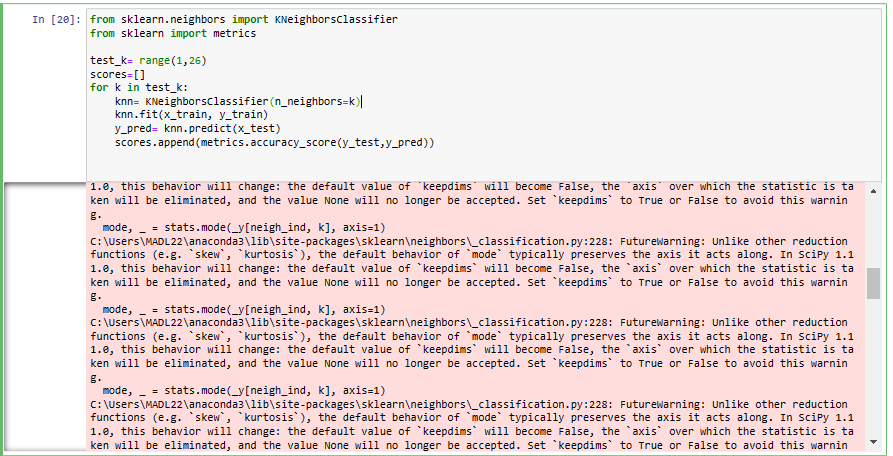 In [20]: from sklearn.neighbors import KNeighborsClassifier
from sklearn import metrics
test_k= range(1,26)
scores=[]
for k in test_k:
    knn= KNeighborsClassifier(n_neighbors=k)
    knn.fit(x_train, y_train)
    y_pred= knn.predict(x_test)
    scores.append(metrics.accuracy_score(y_test,y_pred))
1.0, this behavior will change: the default value of `keepdims` will become False, the `axis` over which the statistic is ta
ken will be eliminated, and the value None will no longer be accepted. Set `keepdims` to True or False to avoid this warnin
g.
  mode, _ = stats.mode(_y[neigh_ind, k], axis=1)
C:\Users\MADL22\anaconda3\lib\site-packages\sklearn\neighbors\_classification.py:228: FutureWarning: Unlike other reduction
functions (e.g. `skew`, `kurtosis`), the default behavior of `mode` typically preserves the axis it acts along. In SciPy 1.1
1.0, this behavior will change: the default value of `keepdims` will become False, the `axis` over which the statistic is ta
ken will be eliminated, and the value None will no longer be accepted. Set `keepdims` to True or False to avoid this warnin
g.
  mode, _ = stats.mode(_y[neigh_ind, k], axis=1)
C:\Users\MADL22\anaconda3\lib\site-packages\sklearn\neighbors\_classification.py:228: FutureWarning: Unlike other reduction
functions (e.g. `skew`, `kurtosis`), the default behavior of `mode` typically preserves the axis it acts along. In SciPy 1.1
1.0, this behavior will change: the default value of `keepdims` will become False, the `axis` over which the statistic is ta
ken will be eliminated, and the value None will no longer be accepted. Set `keepdims` to True or False to avoid this warnin
g.
  mode, _ = stats.mode(_y[neigh_ind, k], axis=1)
C:\Users\MADL22\anaconda3\lib\site-packages\sklearn\neighbors\_classification.py:228: FutureWarning: Unlike other reduction
functions (e.g. `skew`, `kurtosis`), the default behavior of `mode` typically preserves the axis it acts along. In SciPy 1.1
1.0, this behavior will change: the default value of `keepdims` will become False, the `axis` over which the statistic is ta
ken will be eliminated, and the value None will no longer be accepted. Set `keepdims` to True or False to avoid this warnin